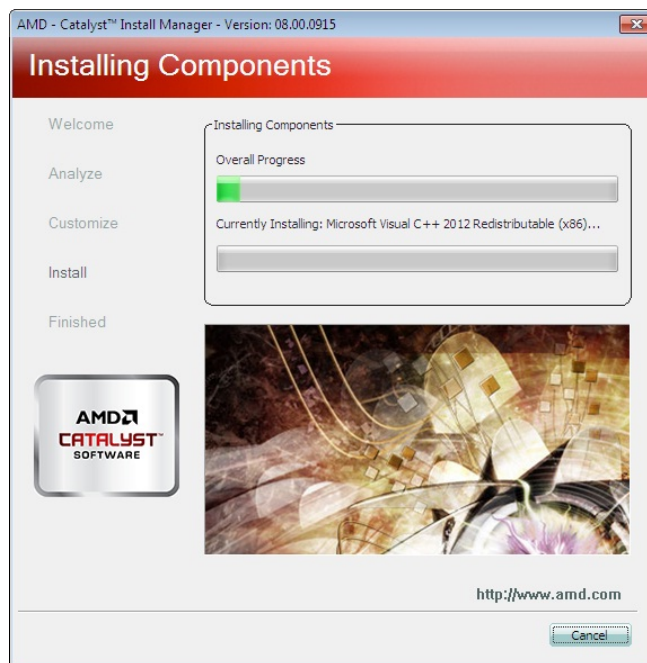 AMD - Catalyst™ Install Manager - Version: 08.00.0915
Installing Components
Welcome
Analyze
Customize
Install
Finished
Installing Components
Overall Progress
Currently Installing: Microsoft Visual C++ 2012 Redistributable (x86)...
AMD
CATALYST™
SOFTWARE
http://www.amd.com
Cancel